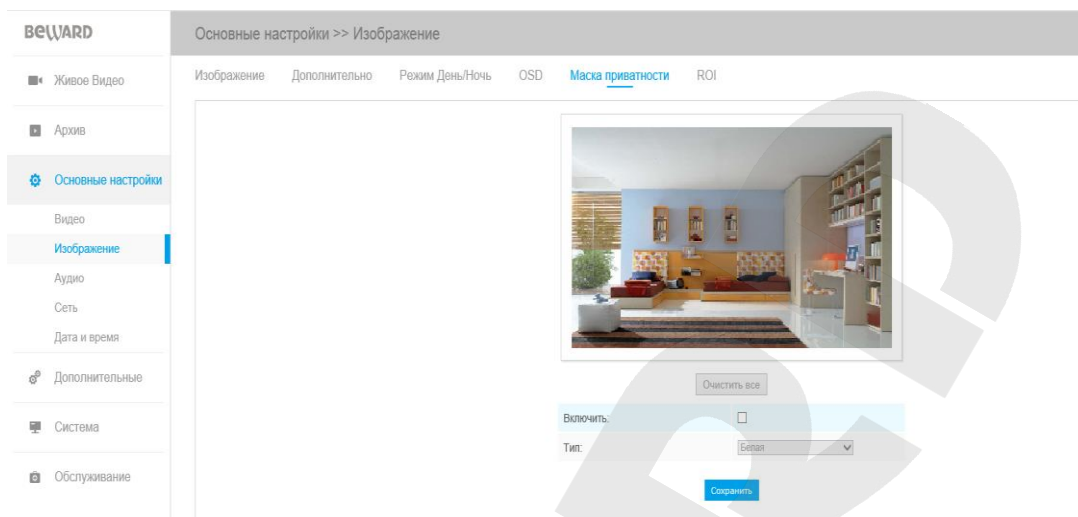 BEWARD
Основные настройки >> Изображение
Живое Видео
Архив
Основные настройки
Видео
Изображение
Аудио
Сеть
Дата и время
Дополнительные
Система
Обслуживание
Изображение Дополнительно Режим День/Ночь OSD Маска приватности ROI
Очистить все
Включить:
Тип: Белая
Сохранить